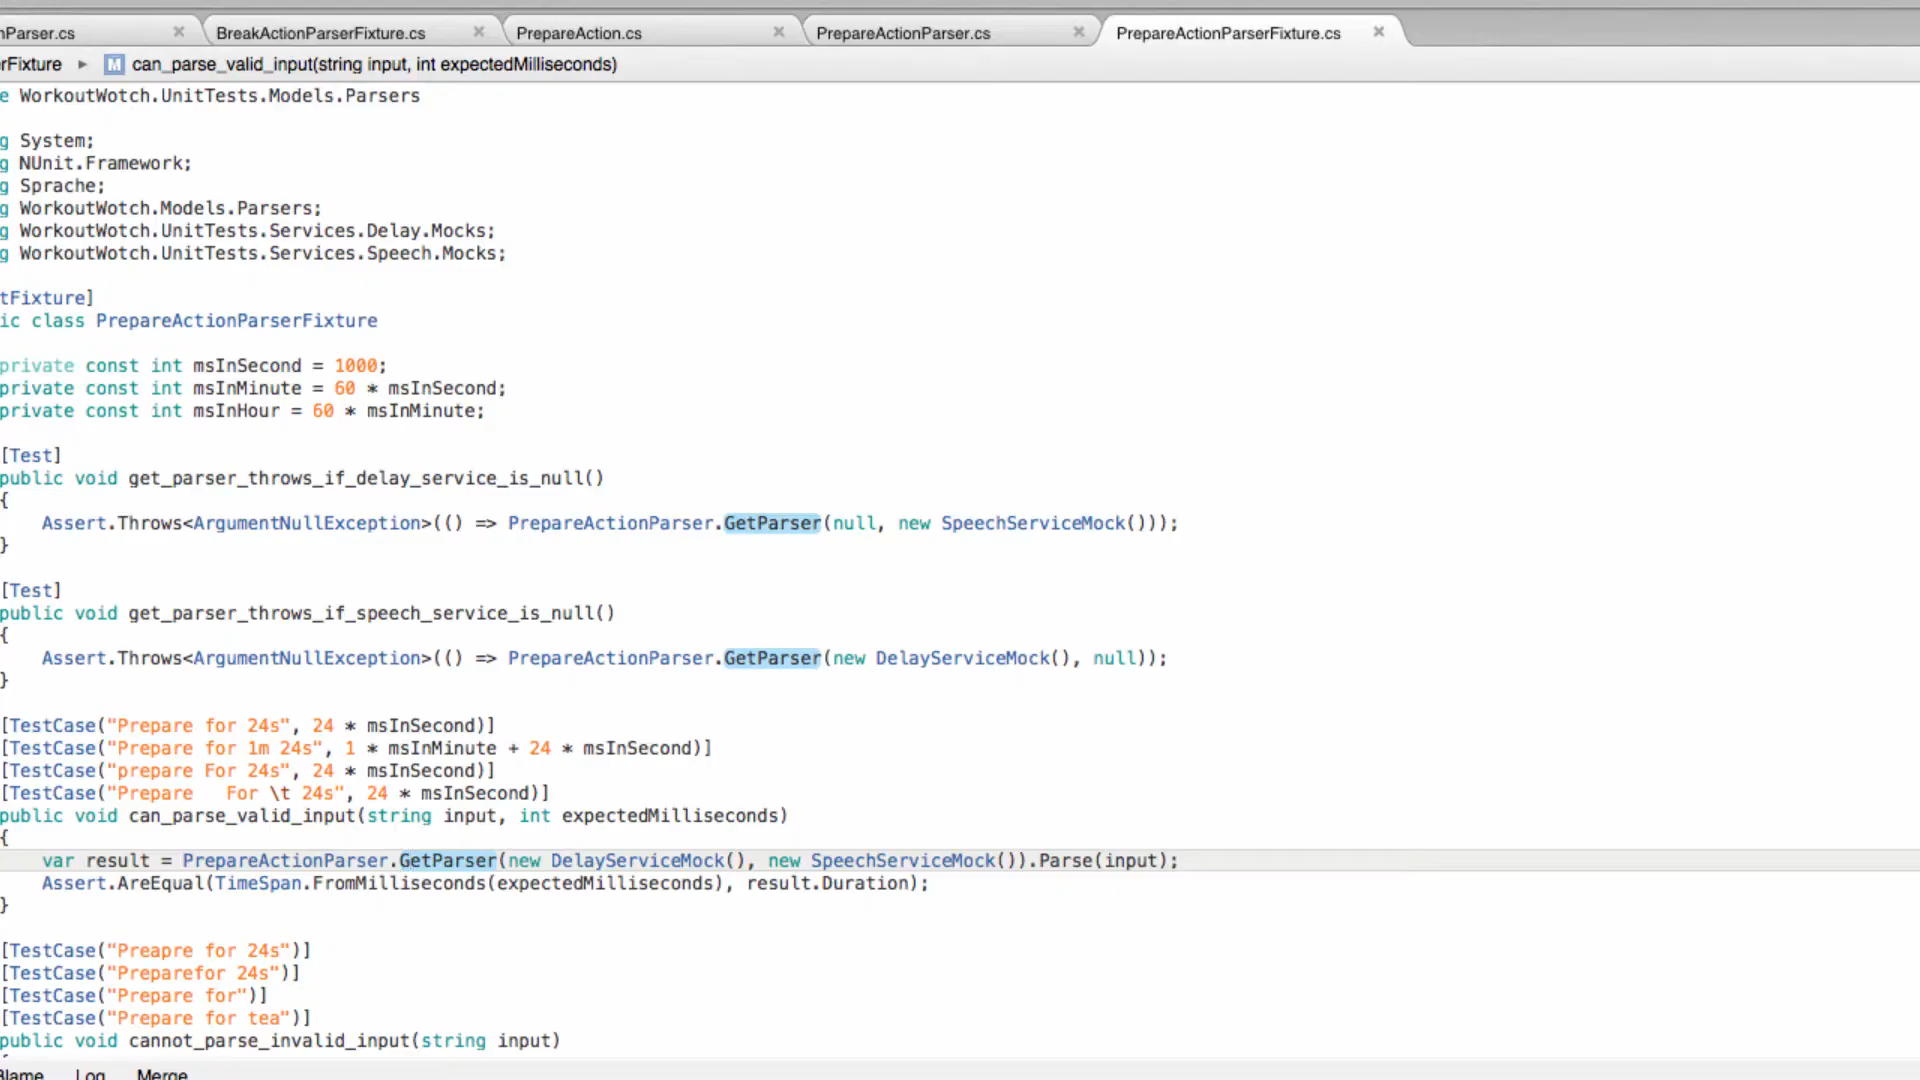 nParser.cs BreakActionParserFixture.cs PrepareAction.cs PrepareActionParser.cs PrepareActionParserFixture.cs
rFixture M can_parse_valid_input(string input, int expectedMilliseconds)
e WorkoutWotch.UnitTests.Models.Parsers
g System;
g NUnit.Framework;
g Sprache;
g WorkoutWotch.Models.Parsers;
g WorkoutWotch.UnitTests.Services.Delay.Mocks;
g WorkoutWotch.UnitTests.Services.Speech.Mocks;
tFixture]
ic class PrepareActionParserFixture
private const int msInSecond = 1000;
private const int msInMinute = 60 * msInSecond;
private const int msInHour = 60 * msInMinute;
[Test]
public void get_parser_throws_if_delay_service_is_null()
{
Assert.Throws<ArgumentNullException>(() => PrepareActionParser.GetParser(null, new SpeechServiceMock()));
}
[Test]
public void get_parser_throws_if_speech_service_is_null()
{
Assert.Throws<ArgumentNullException>(() => PrepareActionParser.GetParser(new DelayServiceMock(), null));
}
[TestCase("Prepare for 24s", 24 * msInSecond)]
[TestCase("Prepare for 1m 24s", 1 * msInMinute + 24 * msInSecond)]
[TestCase("prepare For 24s", 24 * msInSecond)]
[TestCase("Prepare   For \t 24s", 24 * msInSecond)]
public void can_parse_valid_input(string input, int expectedMilliseconds)
{
var result = PrepareActionParser.GetParser(new DelayServiceMock(), new SpeechServiceMock()).Parse(input);
Assert.AreEqual(TimeSpan.FromMilliseconds(expectedMilliseconds), result.Duration);
}
[TestCase("Preapre for 24s")]
[TestCase("Preparefor 24s")]
[TestCase("Prepare for")]
[TestCase("Prepare for tea")]
public void cannot_parse_invalid_input(string input)
{
Blame Log Merge